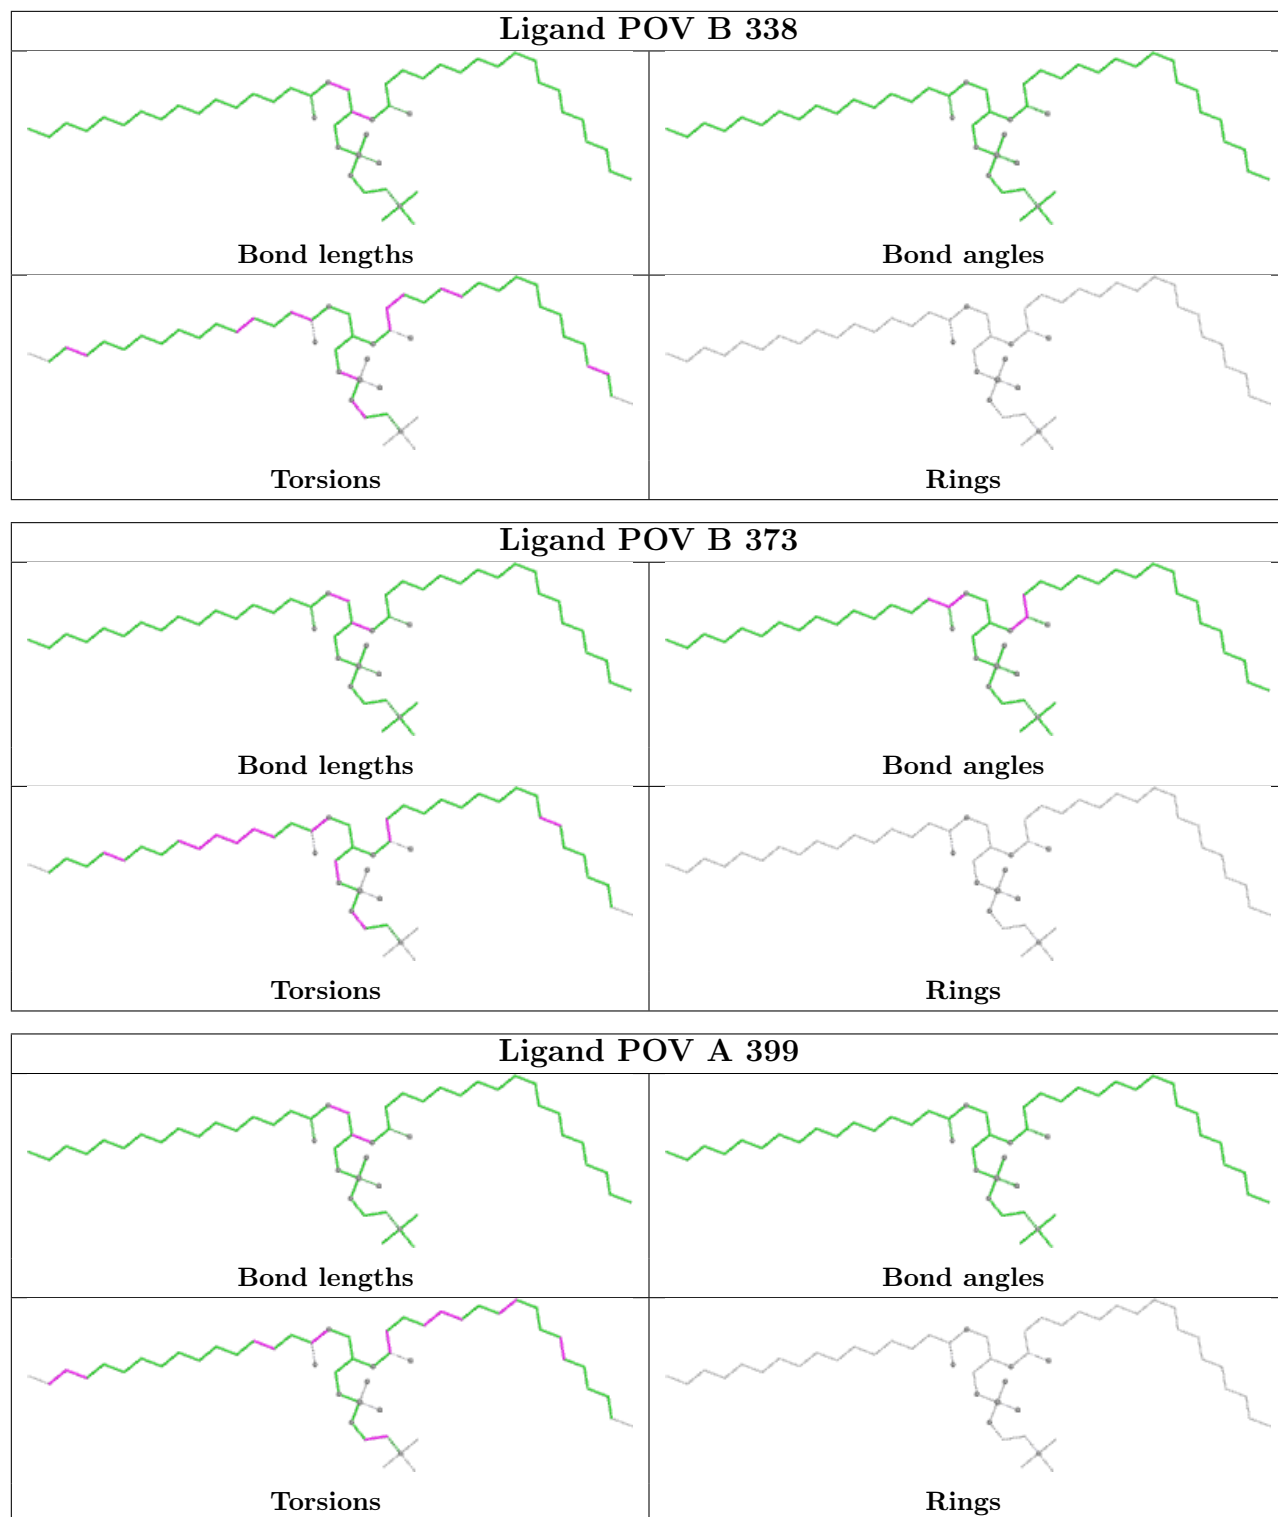 Ligand POV B 338
Bond lengths
Bond angles
Torsions
Rings
Ligand POV B 373
Bond lengths
Bond angles
Torsions
Rings
Ligand POV A 399
Bond lengths
Bond angles
Torsions
Rings